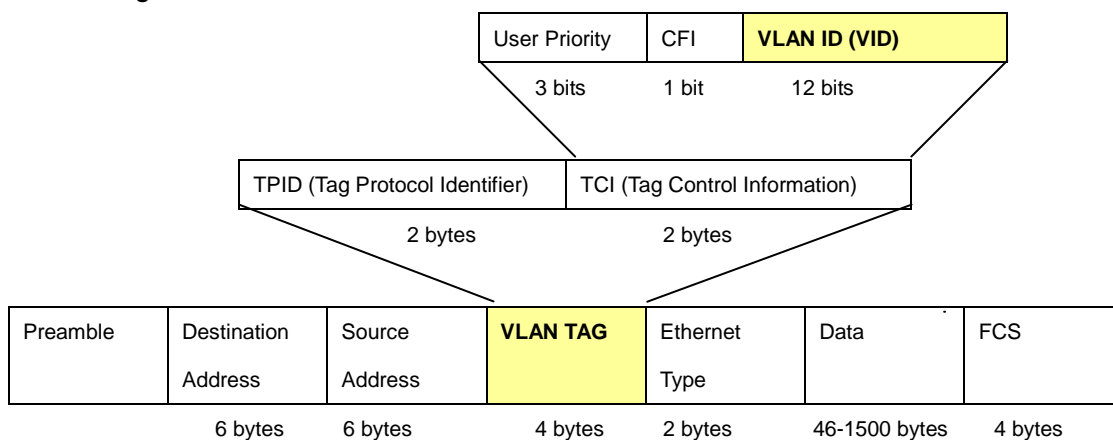 User Priority CFI VLAN ID (VID)
3 bits 1 bit 12 bits
TPID (Tag Protocol Identifier) TCI (Tag Control Information)
2 bytes 2 bytes
Preamble Destination Source VLAN TAG Ethernet Data FCS
Address Address Type
6 bytes 6 bytes 4 bytes 2 bytes 46-1500 bytes 4 bytes